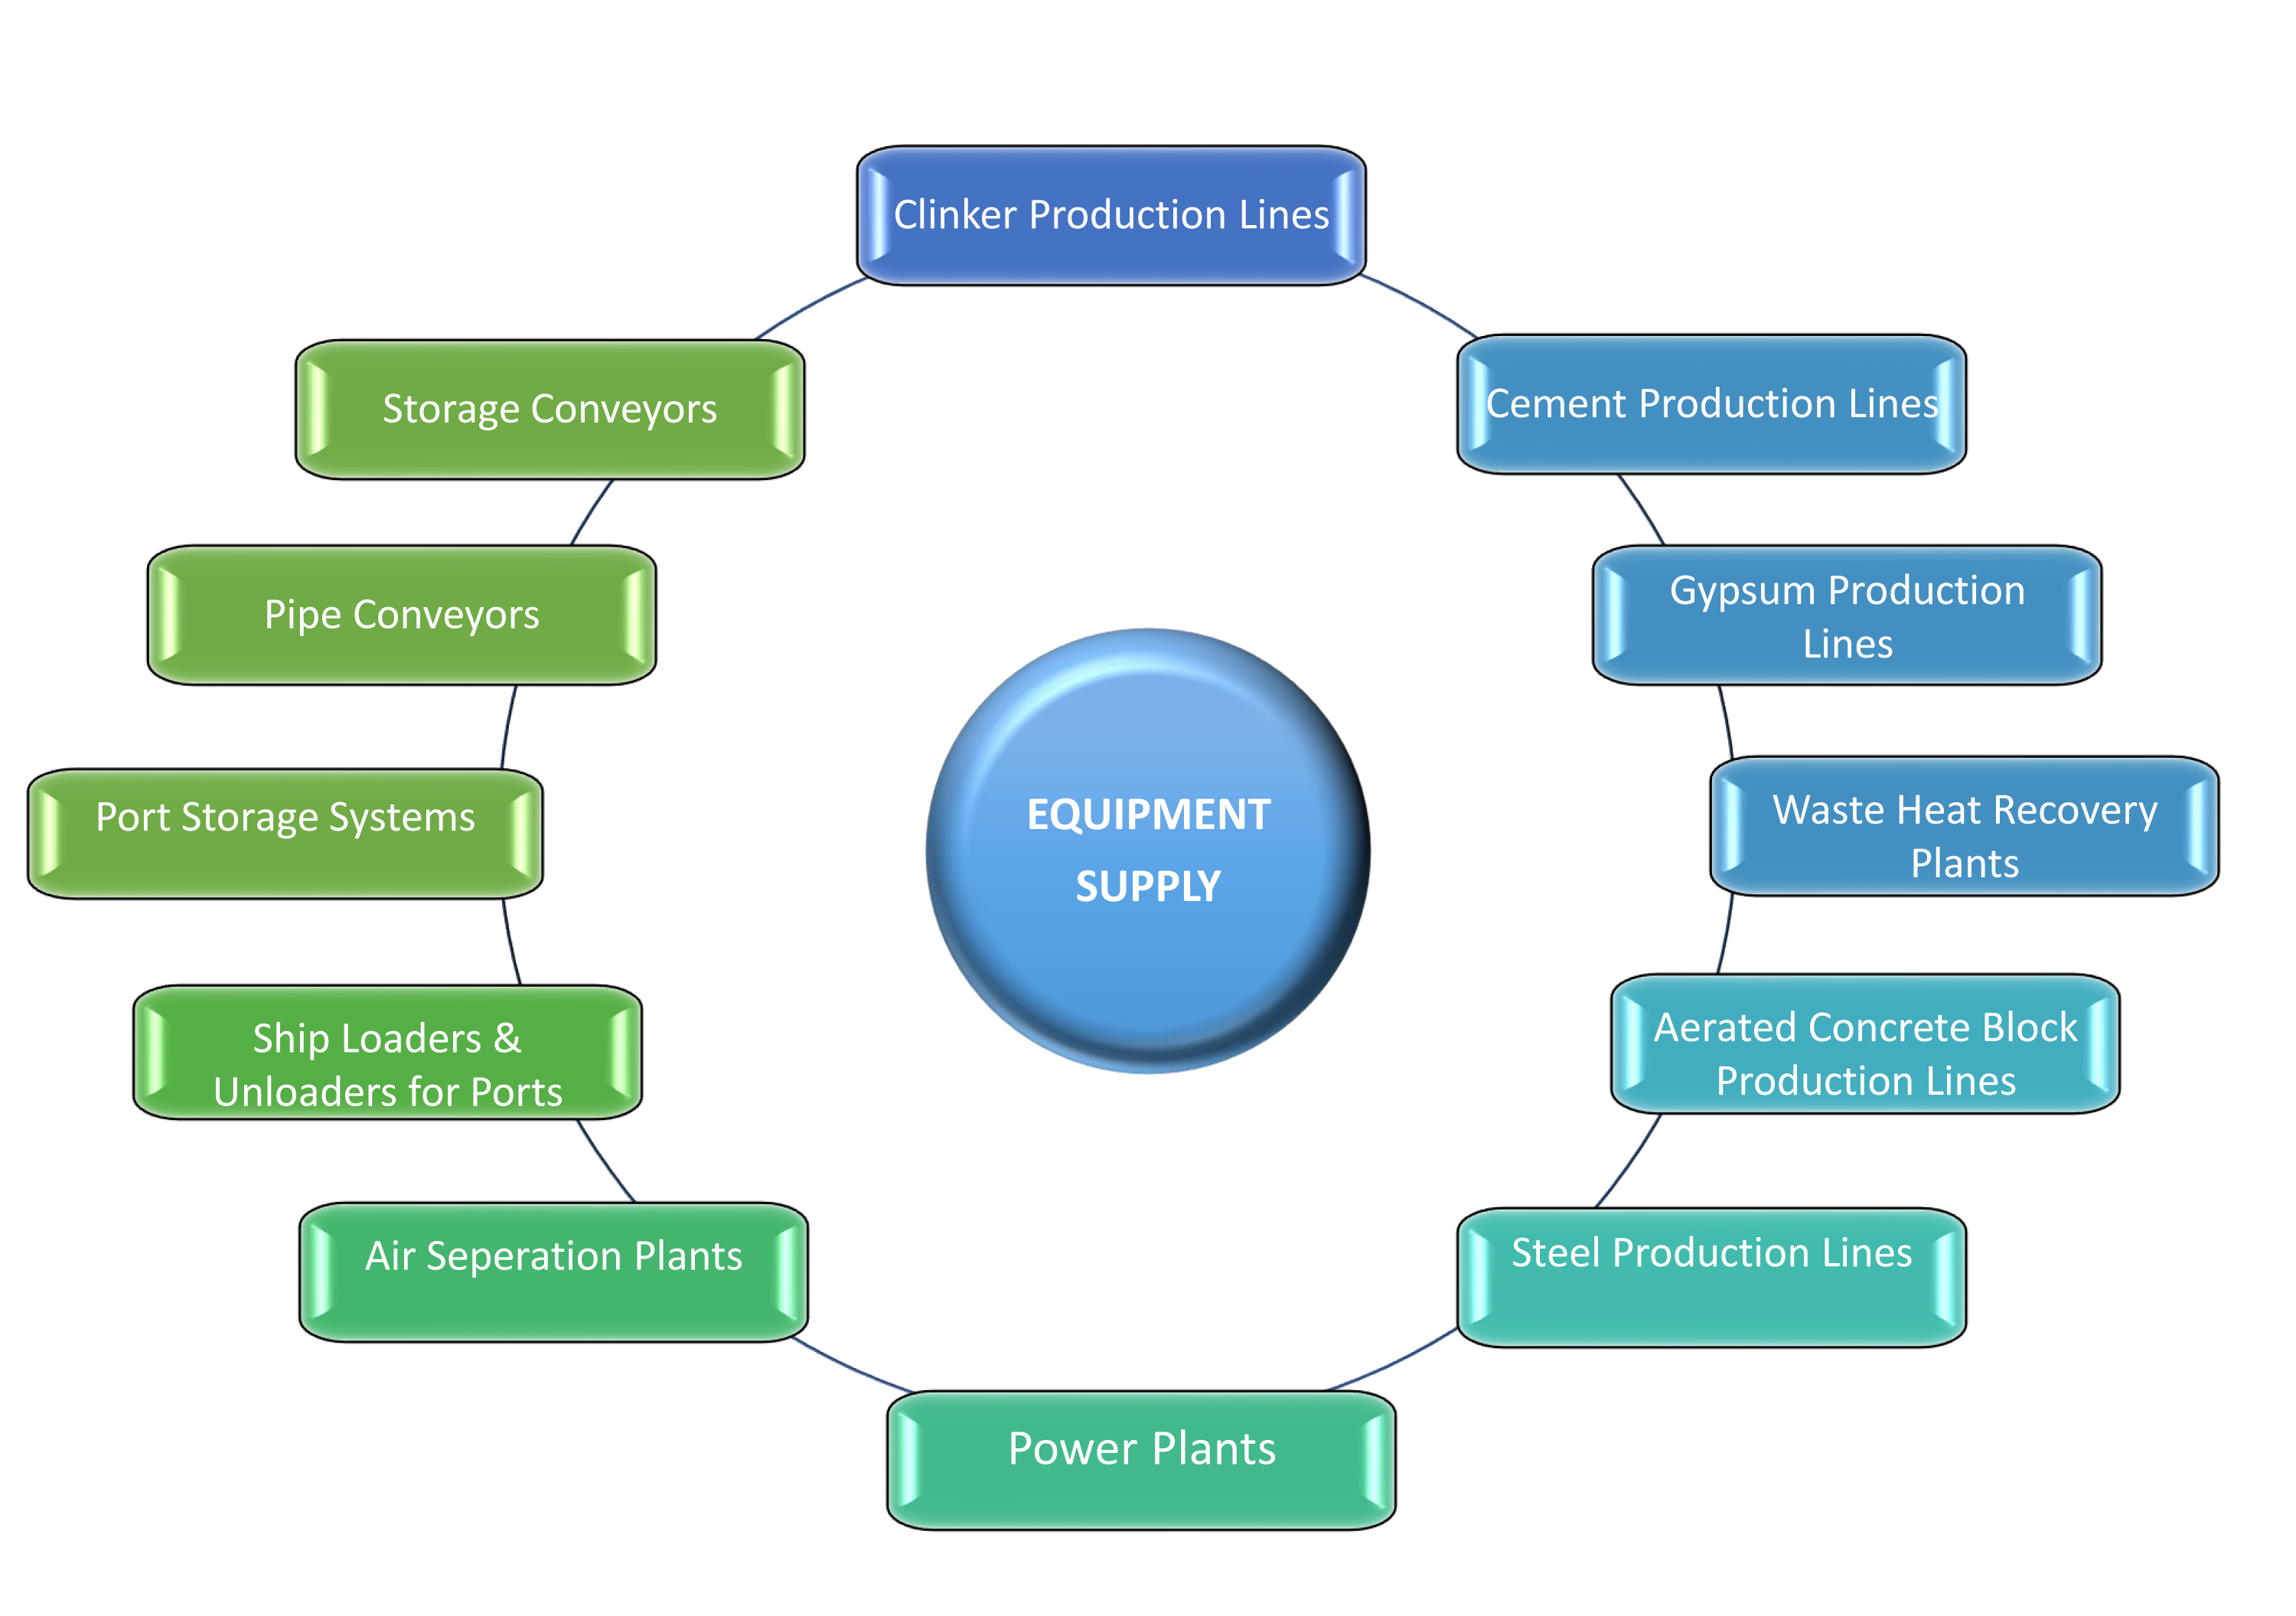 Clinker Production Lines
Cement Production Lines
Gypsum Production
Lines
Waste Heat Recovery
Plants
Aerated Concrete Block
Production Lines
Steel Production Lines
Power Plants
Air Seperation Plants
Ship Loaders &
Unloaders for Ports
Port Storage Systems
Pipe Conveyors
Storage Conveyors
EQUIPMENT
SUPPLY